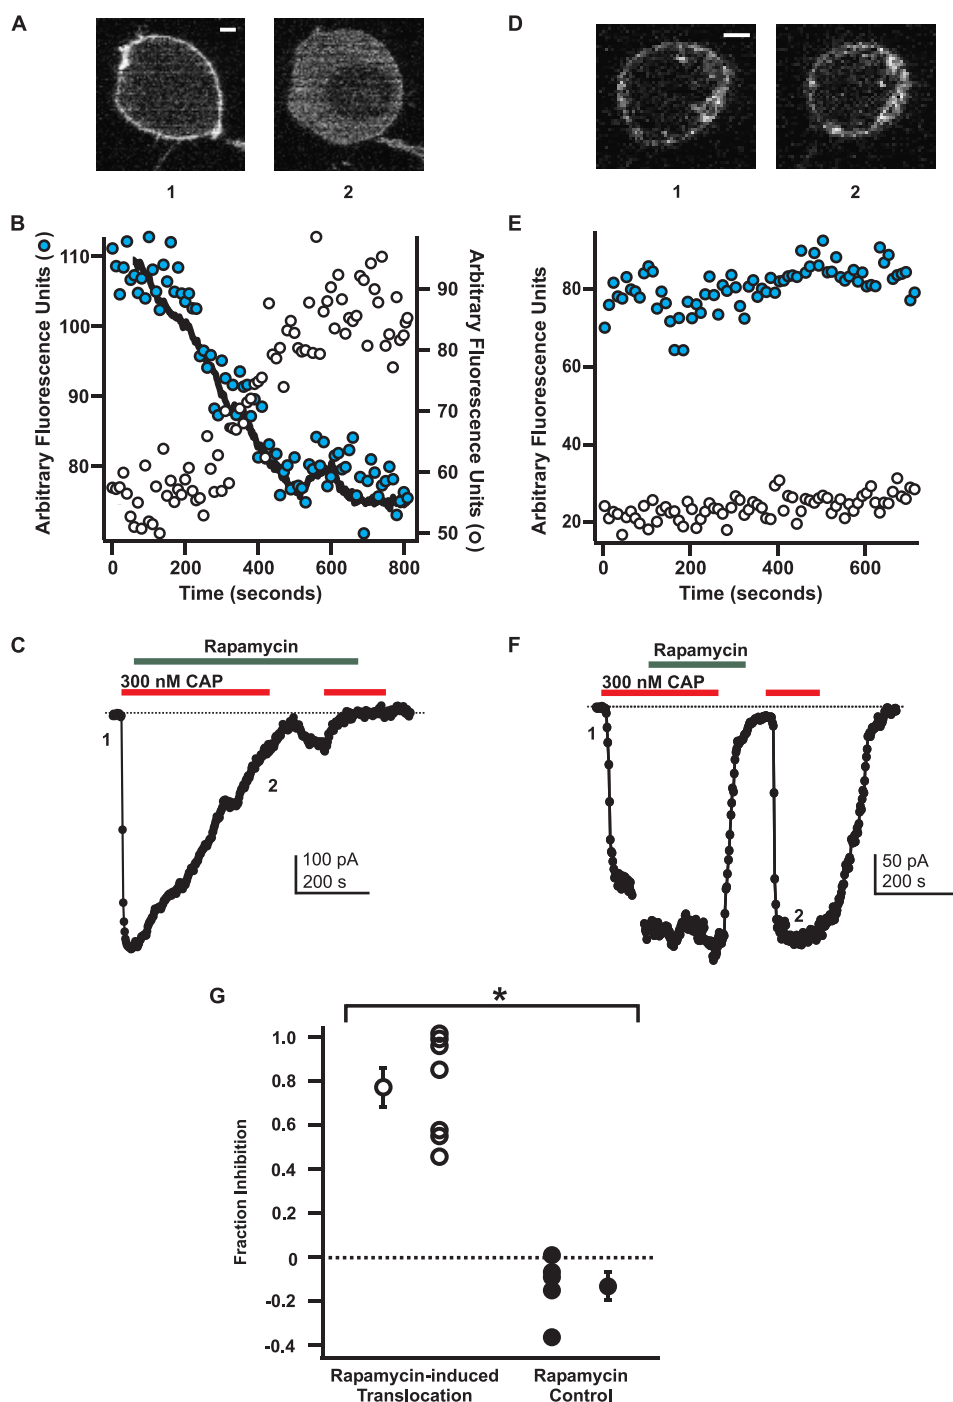 A
D
1
2
1
2
B
E
Arbitrary Fluorescence Units (o)
110
100
90
80
Arbitrary Fluorescence Units (o)
90
80
70
60
50
0 200 400 600 800
Time (seconds)
Arbitrary Fluorescence Units
80
60
40
20
0 200 400 600
Time (seconds)
C
Rapamycin
300 nM CAP
1
2
100 pA
200 s
F
Rapamycin
300 nM CAP
1
2
50 pA
200 s
G
*
Fraction Inhibition
1.0
0.8
0.6
0.4
0.2
0
-0.2
-0.4
Rapamycin-induced
Translocation
Rapamycin
Control